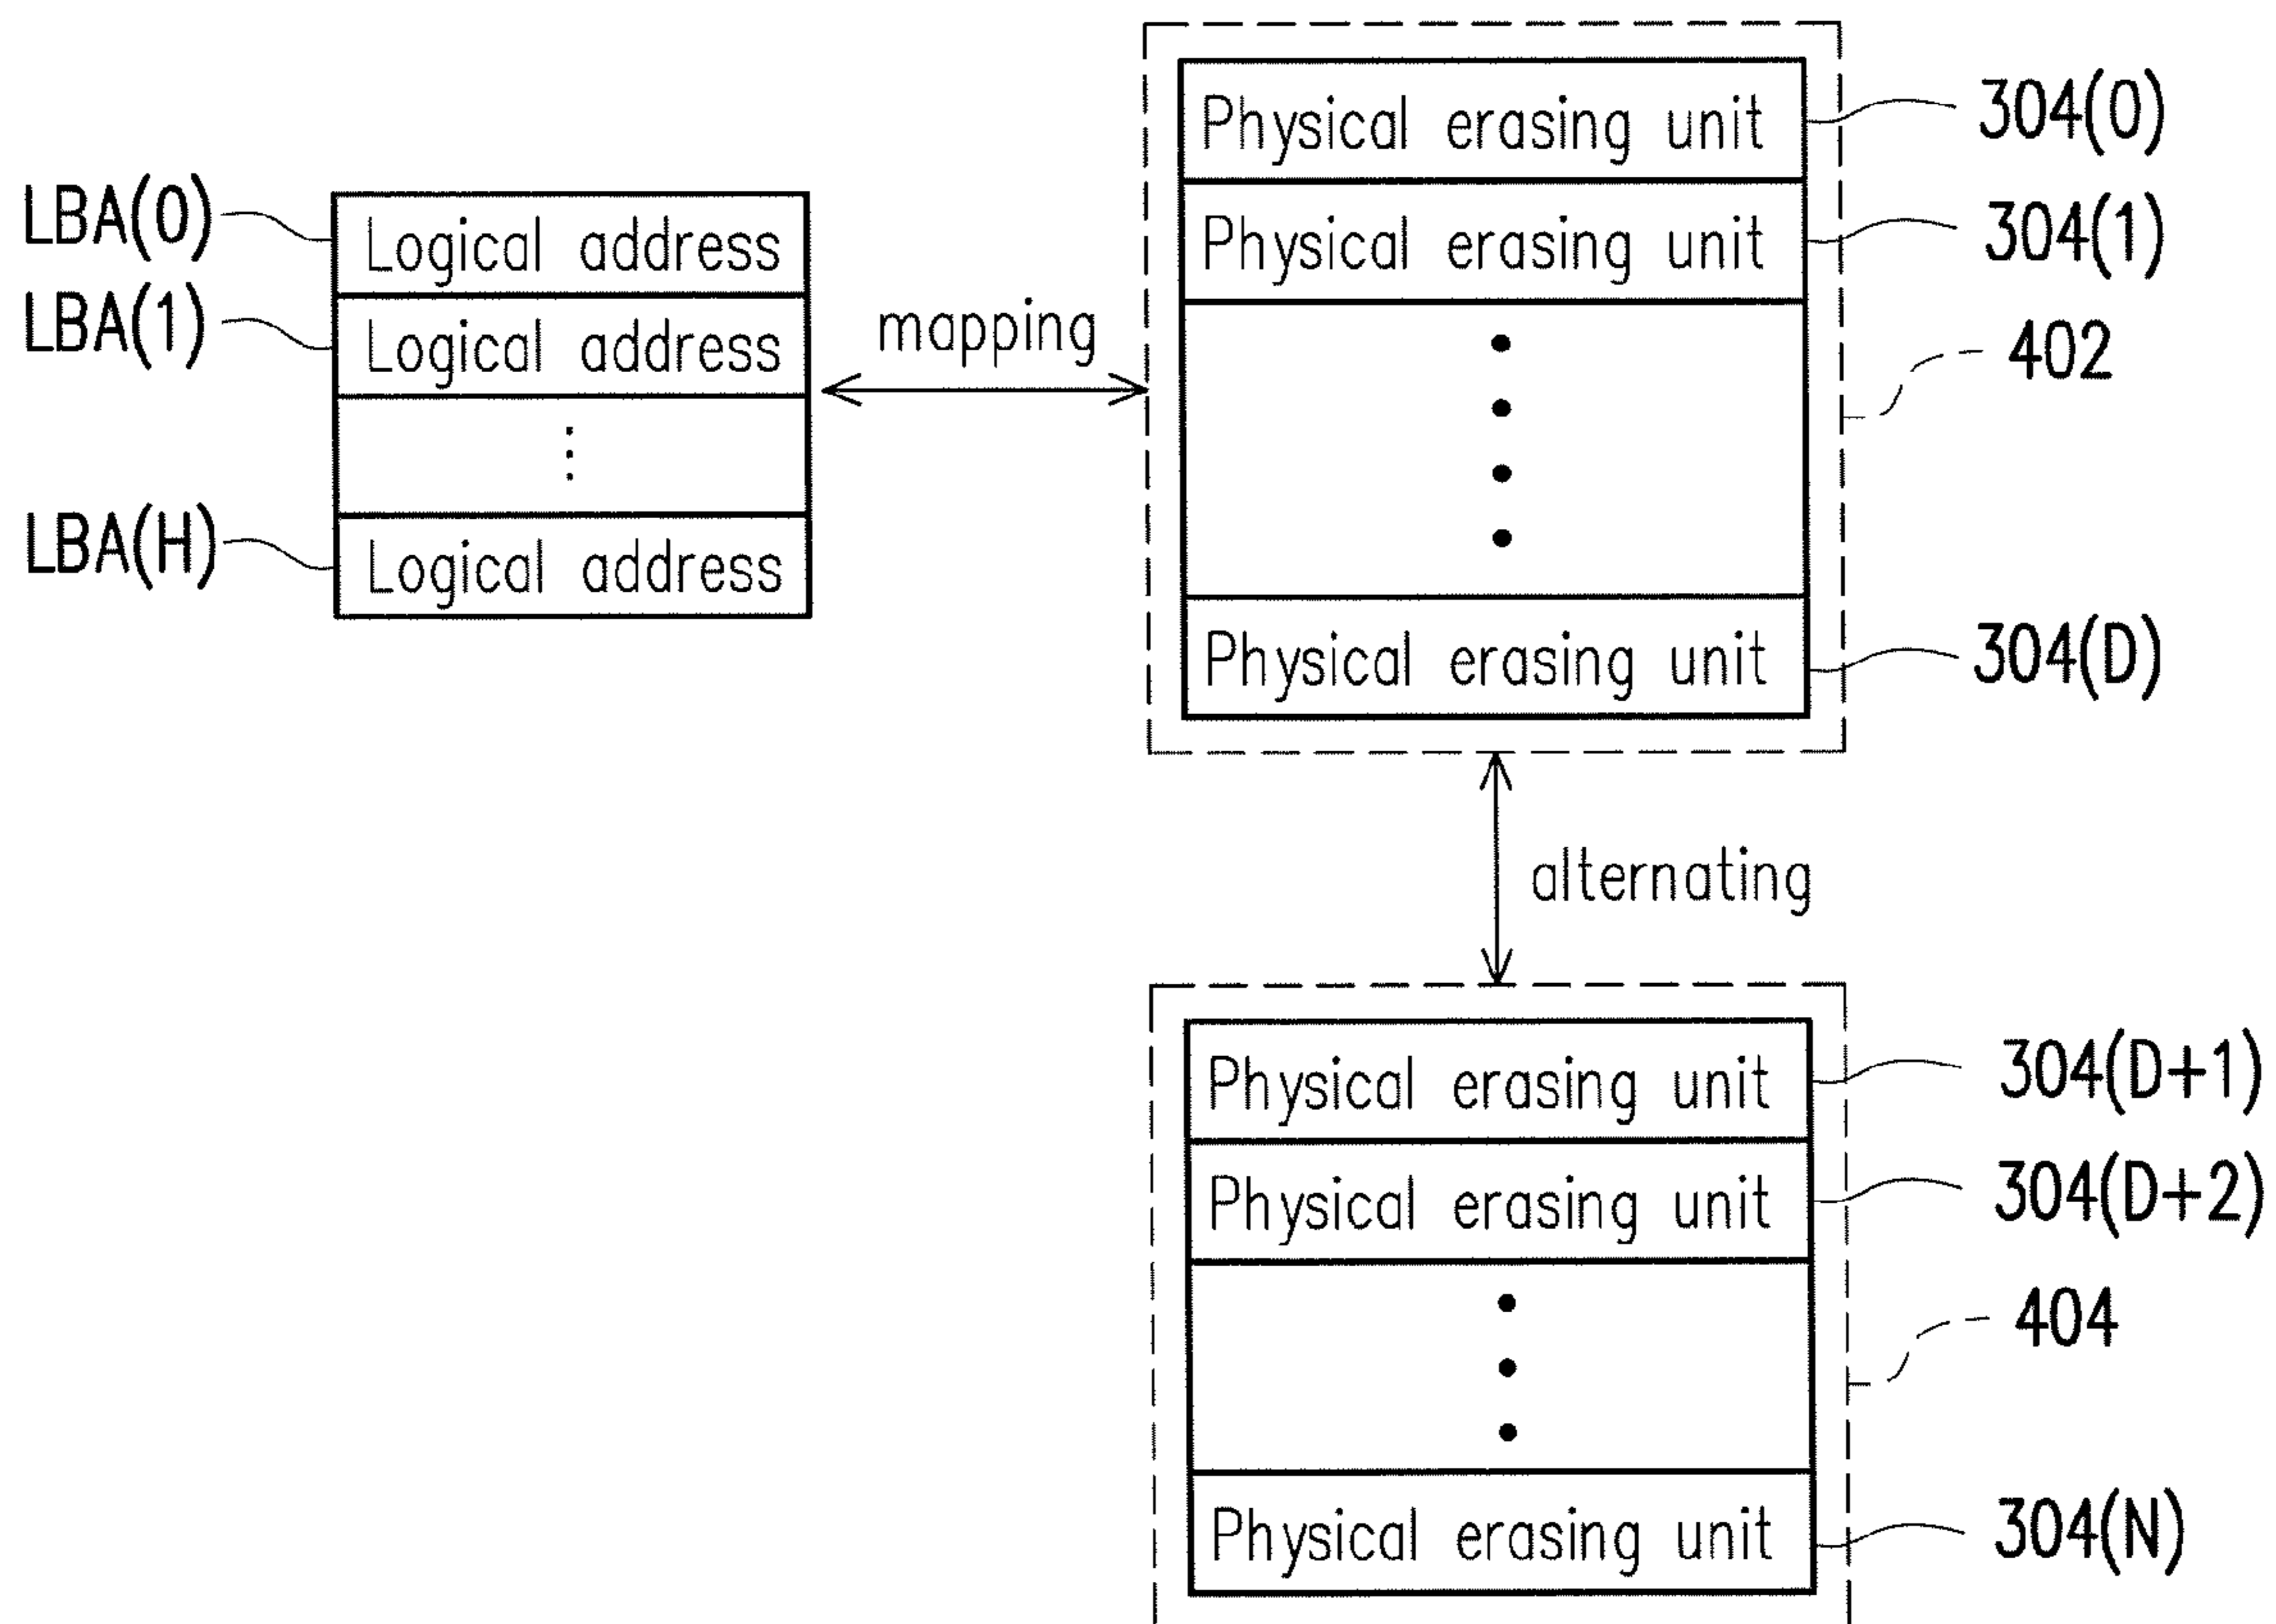 LBA(0)
Logical address
LBA(1)
Logical address
LBA(H)
Logical address
mapping
Physical erasing unit
304(0)
Physical erasing unit
304(1)
402
Physical erasing unit
304(D)
alternating
Physical erasing unit
304(D+1)
Physical erasing unit
304(D+2)
404
Physical erasing unit
304(N)